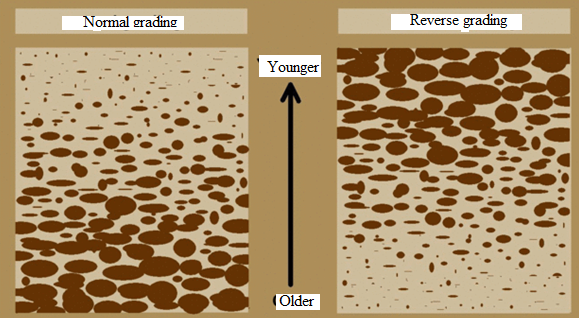 Normal grading
Reverse grading
Younger
Older